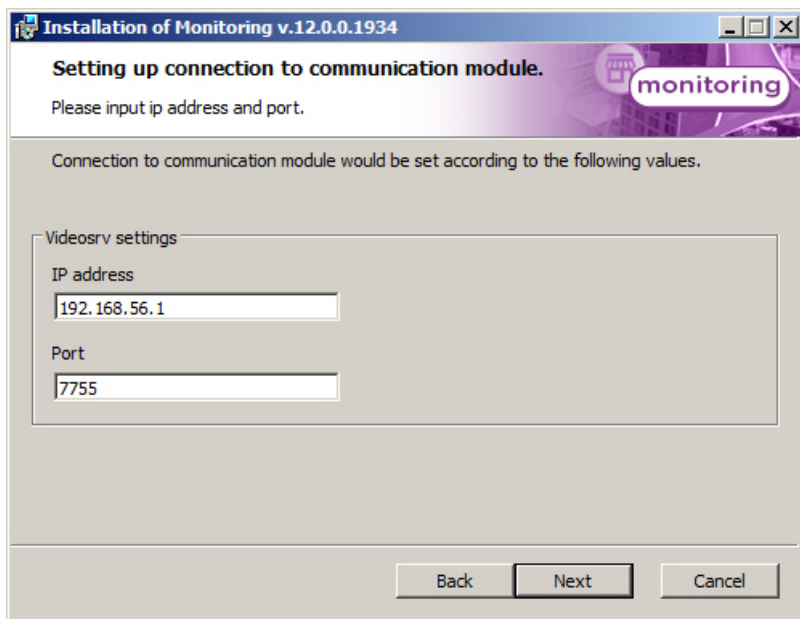 Installation of Monitoring v.12.0.0.1934
Setting up connection to communication module.
monitoring
Please input ip address and port.
Connection to communication module would be set according to the following values.
Videosrv settings
IP address
192.168.56.1
Port
7755
Back Next Cancel